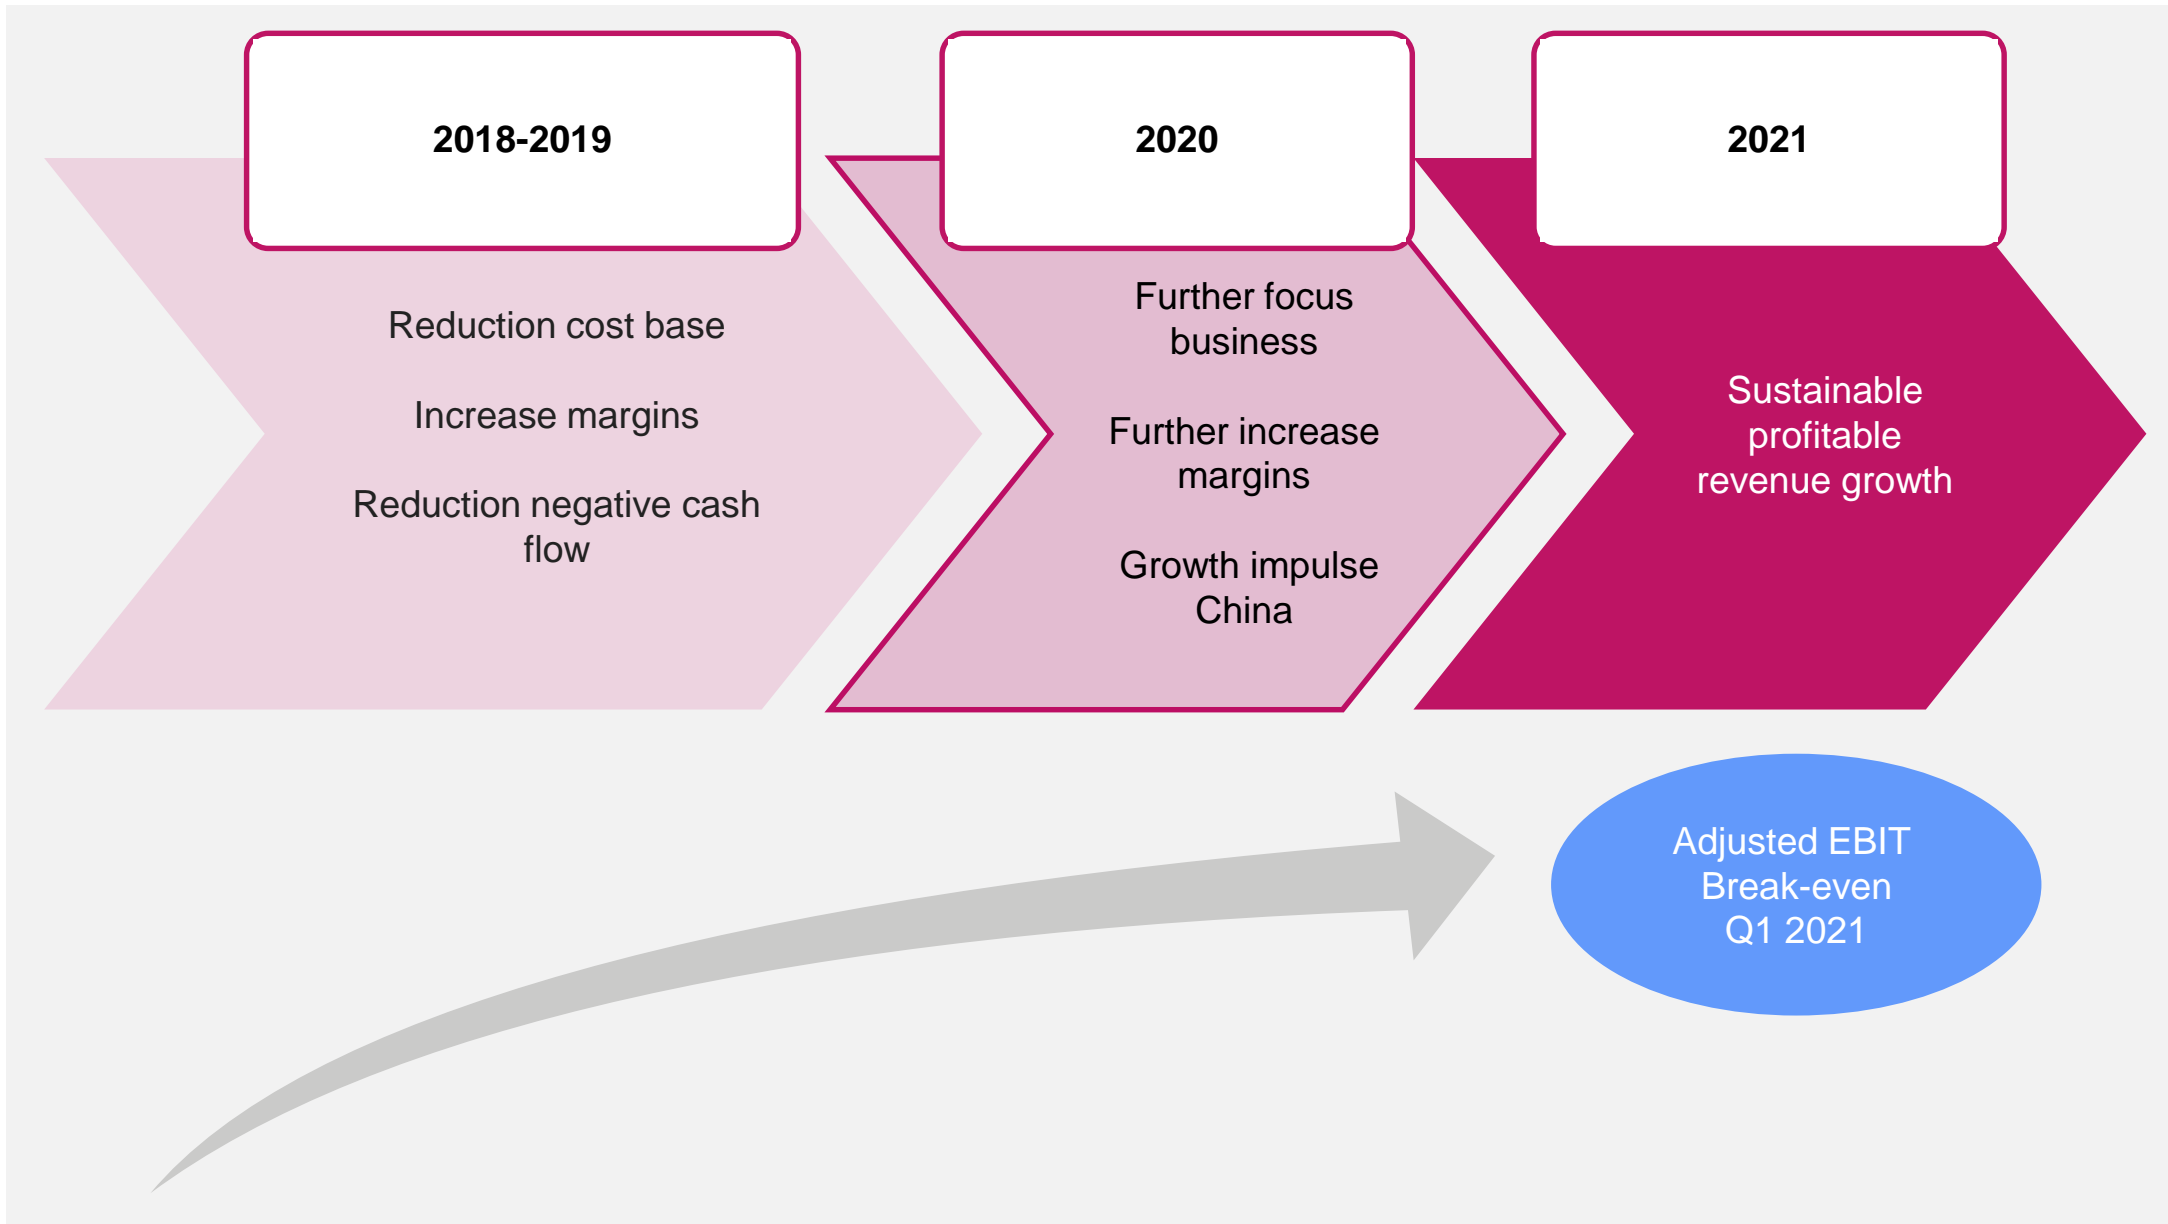 2018-2019
Reduction cost base
Increase margins
Reduction negative cash
flow
2020
Further focus
business
Further increase
margins
Growth impulse
China
2021
Sustainable
profitable
revenue growth
Adjusted EBIT
Break-even
Q1 2021